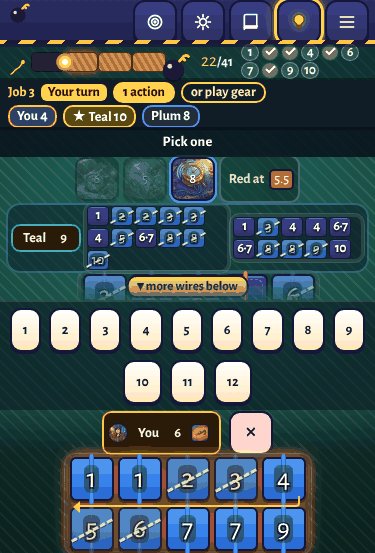 1 4 6
22/41
7 9 10
Job 3 Your turn 1 action or play gear
You 4 ★ Teal 10 Plum 8
Pick one
5 8 Red at 5.5
1 2 2 3 3
1 3 4 4 6·7
Teal 9
4 5 6·7 8 8
6·7 8 8 9 10
10
▼more wires below
1 2 3 4 5 6 7 8 9
10 11 12
You 6 ×
1 1 2 3 4
5 6 7 7 9